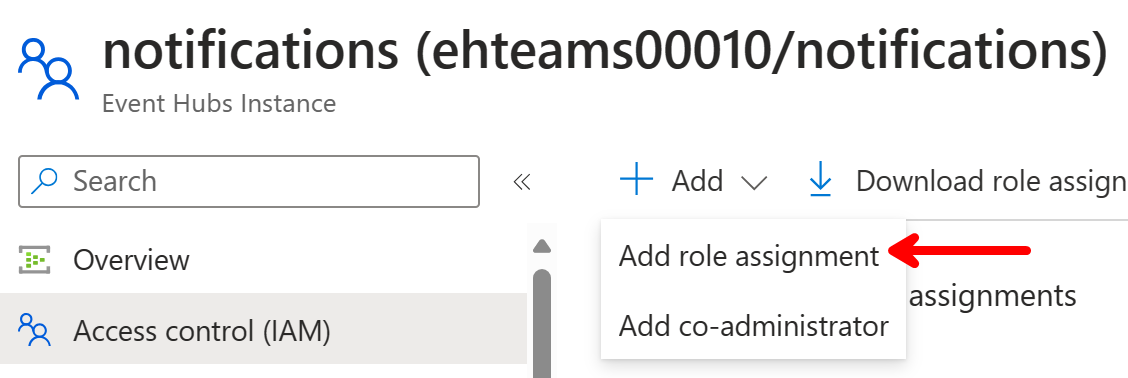 notifications (ehteams00010/notifications)
Event Hubs Instance
Search
Add
Download role assign
Overview
Add role assignment
assignments
Access control (IAM)
Add co-administrator